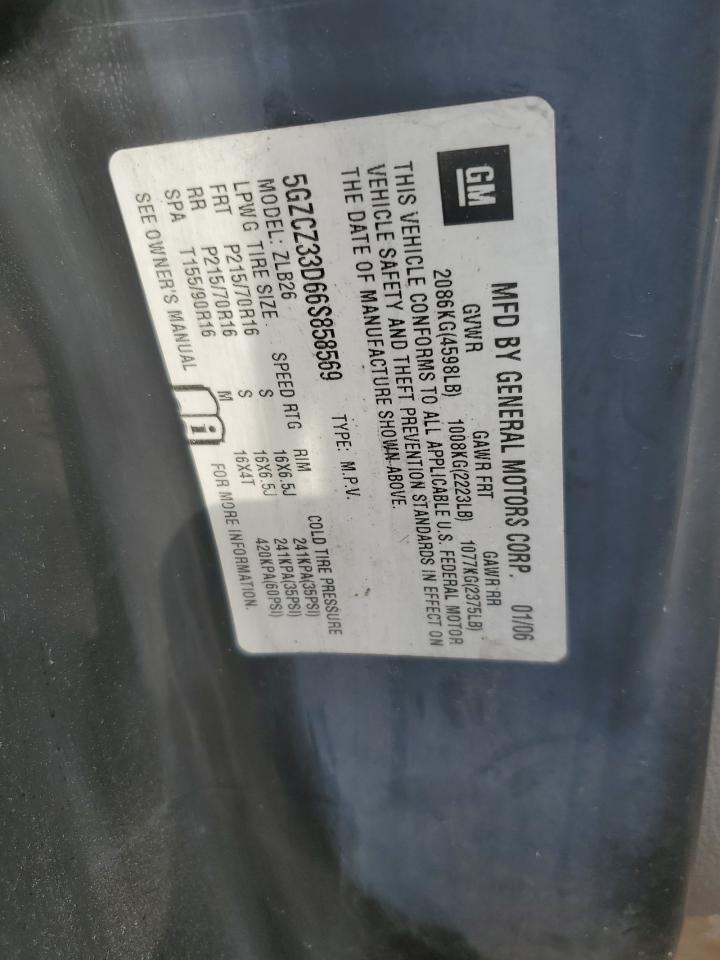 GM
MFD BY GENERAL MOTORS CORP. 01/06
GVWR GAWR FRT GAWR RR
2086KG(4598LB) 1008KG(2223LB) 1077KG(2375LB)
THIS VEHICLE CONFORMS TO ALL APPLICABLE U.S. FEDERAL MOTOR
VEHICLE SAFETY AND THEFT PREVENTION STANDARDS IN EFFECT ON
THE DATE OF MANUFACTURE SHOWN ABOVE.
5GZCZ33D66S858569 TYPE: M.P.V.
MODEL: ZLB26
LPWG TIRE SIZE SPEED RTG RIM COLD TIRE PRESSURE
FRT P215/70R16 S 16X6.5J 241KPA(35PSI)
RR P215/70R16 S 16X6.5J 241KPA(35PSI)
SPA T155/90R16 M 16X4T 420KPA(60PSI)
SEE OWNER'S MANUAL i FOR MORE INFORMATION.